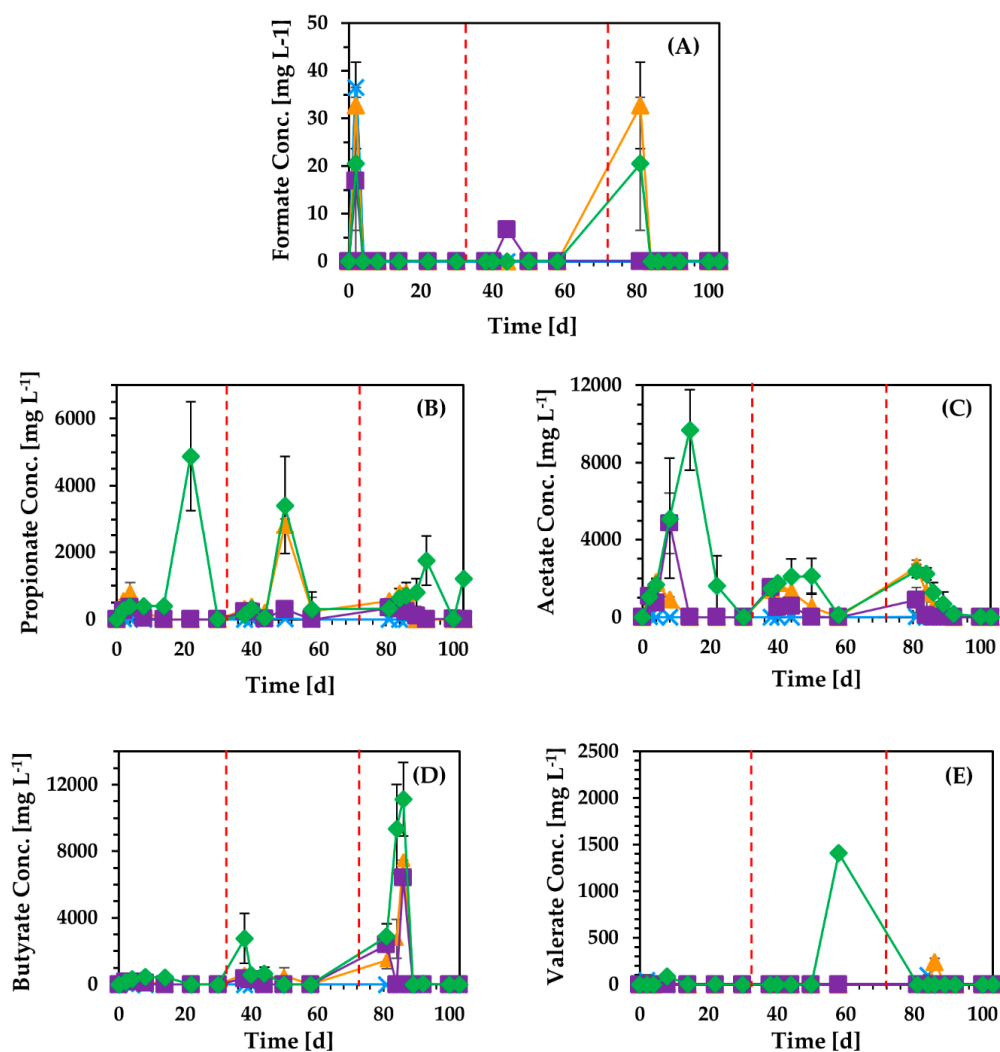 (A)
Formate Conc. [mg L-1]
50
40
30
20
10
0
0 20 40 60 80 100
Time [d]
(B)
Propionate Conc. [mg L-1]
6000
4000
2000
0
0 20 40 60 80 100
Time [d]
(C)
Acetate Conc. [mg L-1]
12000
8000
4000
0
0 20 40 60 80 100
Time [d]
(D)
Butyrate Conc. [mg L-1]
12000
8000
4000
0
0 20 40 60 80 100
Time [d]
(E)
Valerate Conc. [mg L-1]
2500
2000
1500
1000
500
0
0 20 40 60 80 100
Time [d]